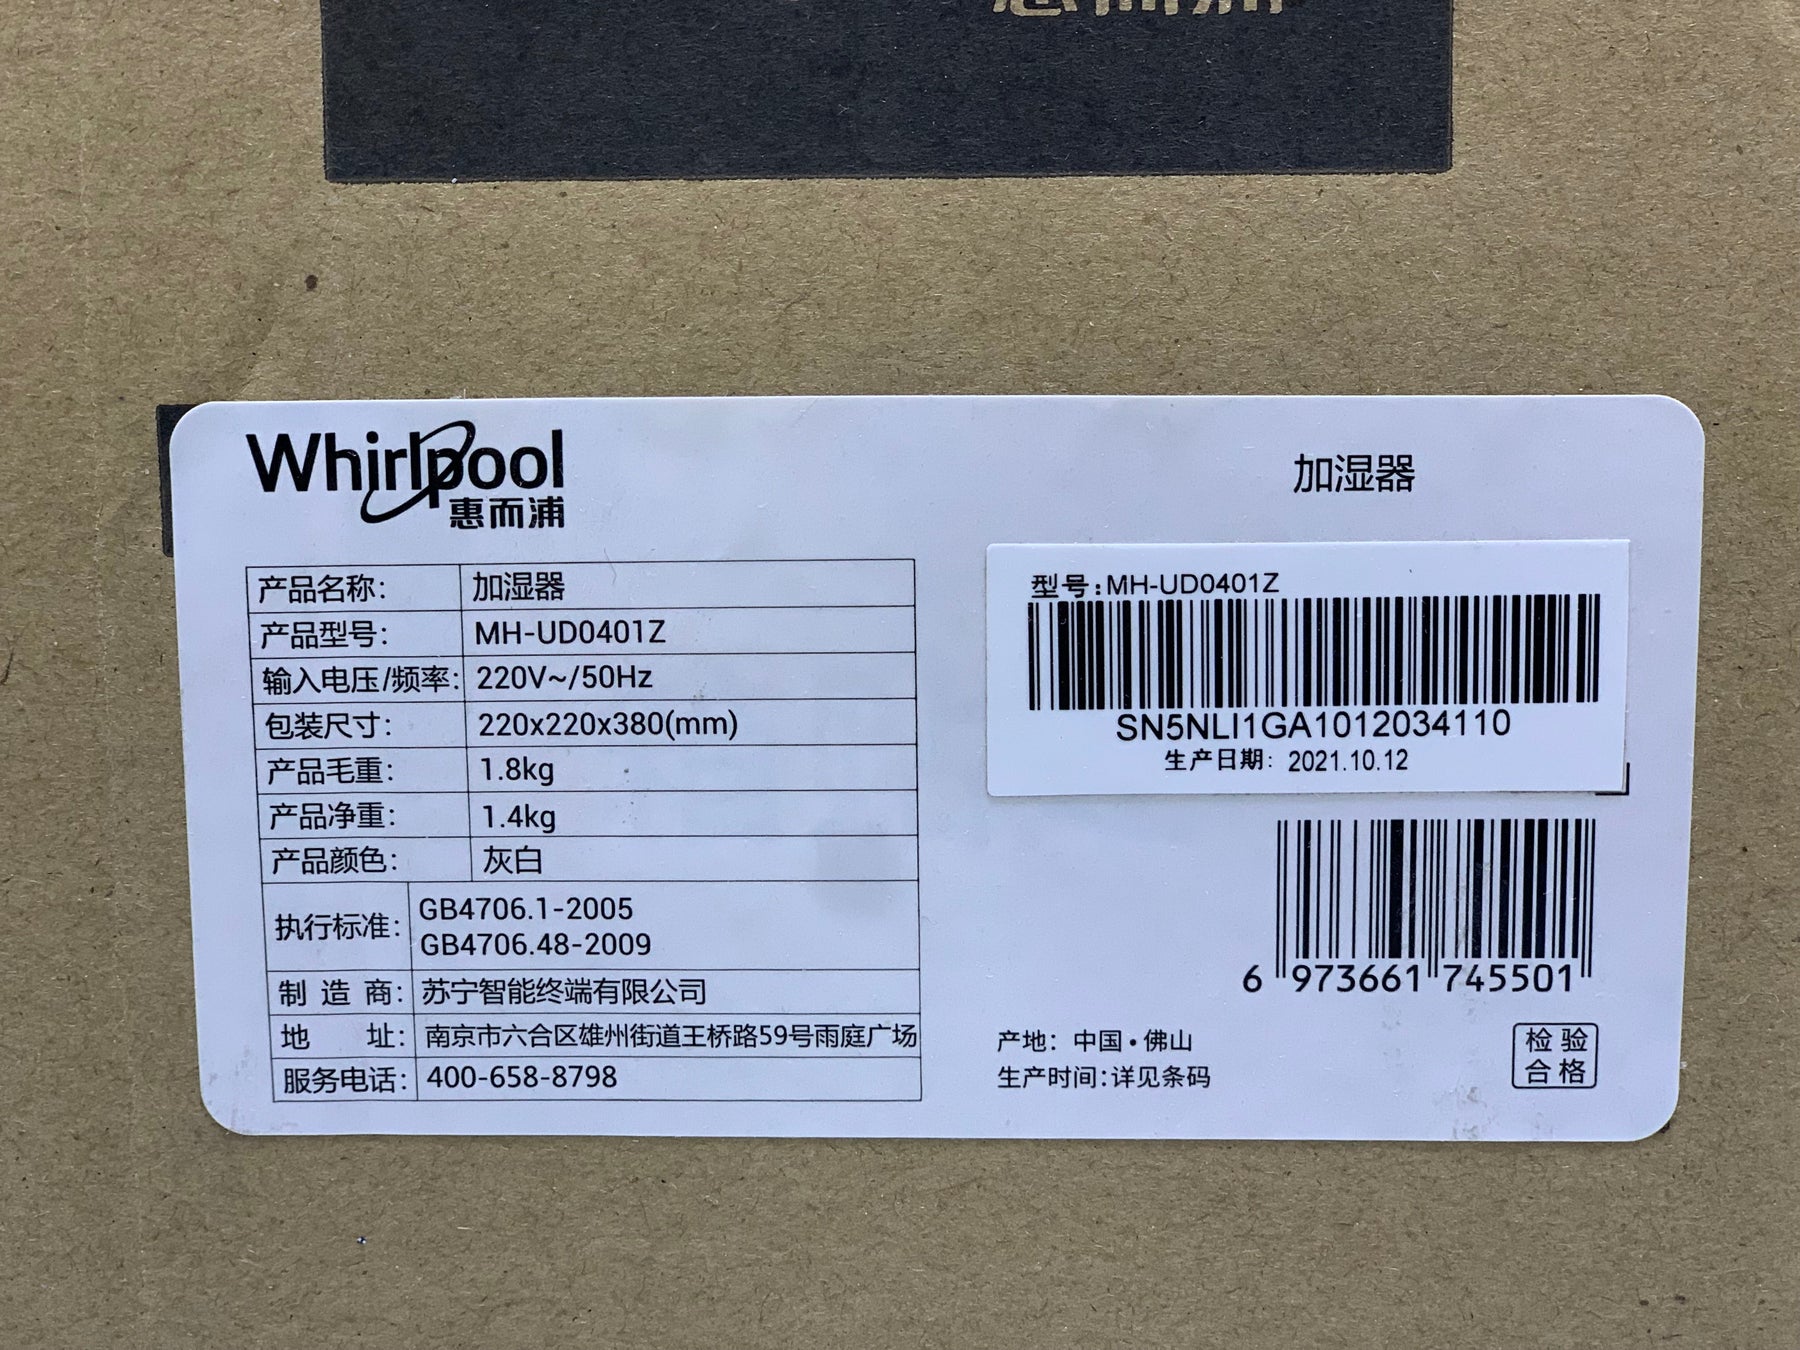 惠而浦
Whirlpool
惠而浦
加湿器
产品名称: 加湿器
产品型号: MH-UD0401Z
输入电压/频率: 220V~/50Hz
包装尺寸: 220x220x380(mm)
产品毛重: 1.8kg
产品净重: 1.4kg
产品颜色: 灰白
执行标准: GB4706.1-2005
GB4706.48-2009
制造商: 苏宁智能终端有限公司
地址: 南京市六合区雄州街道王桥路59号雨庭广场
服务电话: 400-658-8798
型号:MH-UD0401Z
SN5NLI1GA1012034110
生产日期: 2021.10.12
6 973661 745501
产地: 中国·佛山
生产时间:详见条码
检验
合格